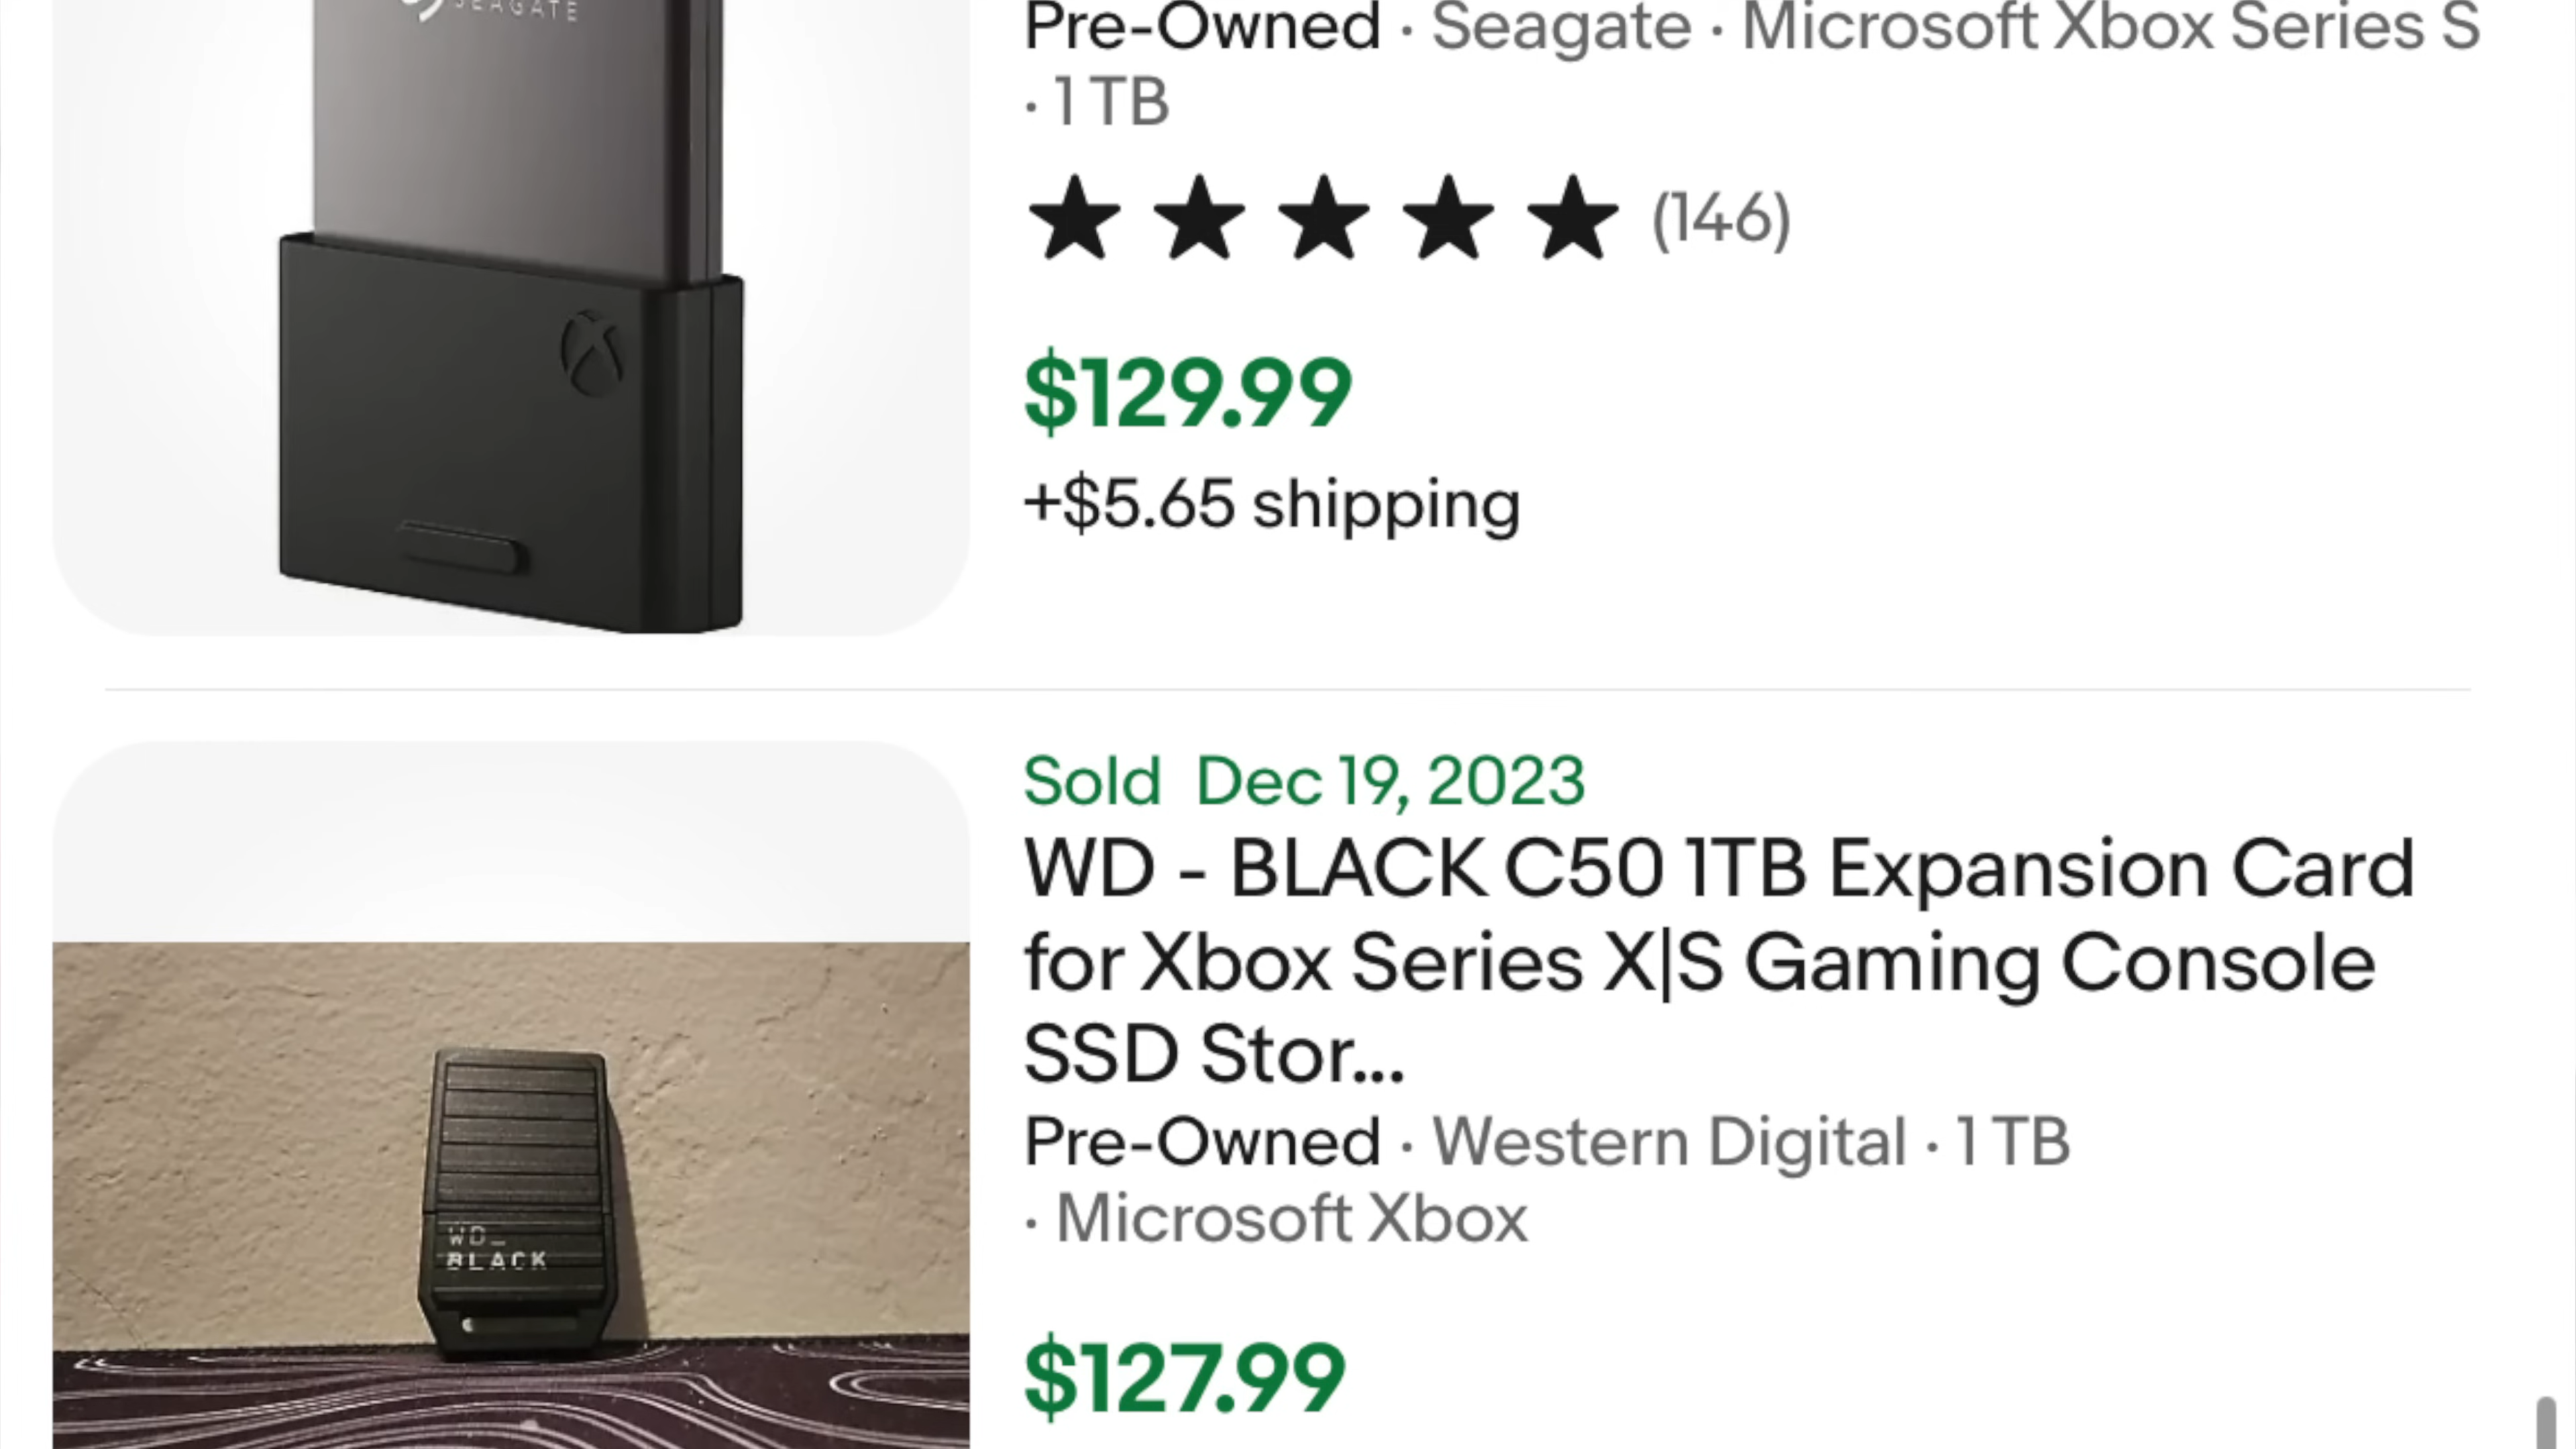 SEAGATE
Pre-Owned · Seagate · Microsoft Xbox Series S
· 1 TB
(146)
$129.99
+$5.65 shipping
Sold Dec 19, 2023
WD - BLACK C50 1TB Expansion Card
for Xbox Series X|S Gaming Console
SSD Stor...
Pre-Owned · Western Digital · 1 TB
· Microsoft Xbox
$127.99
WD_
BLACK